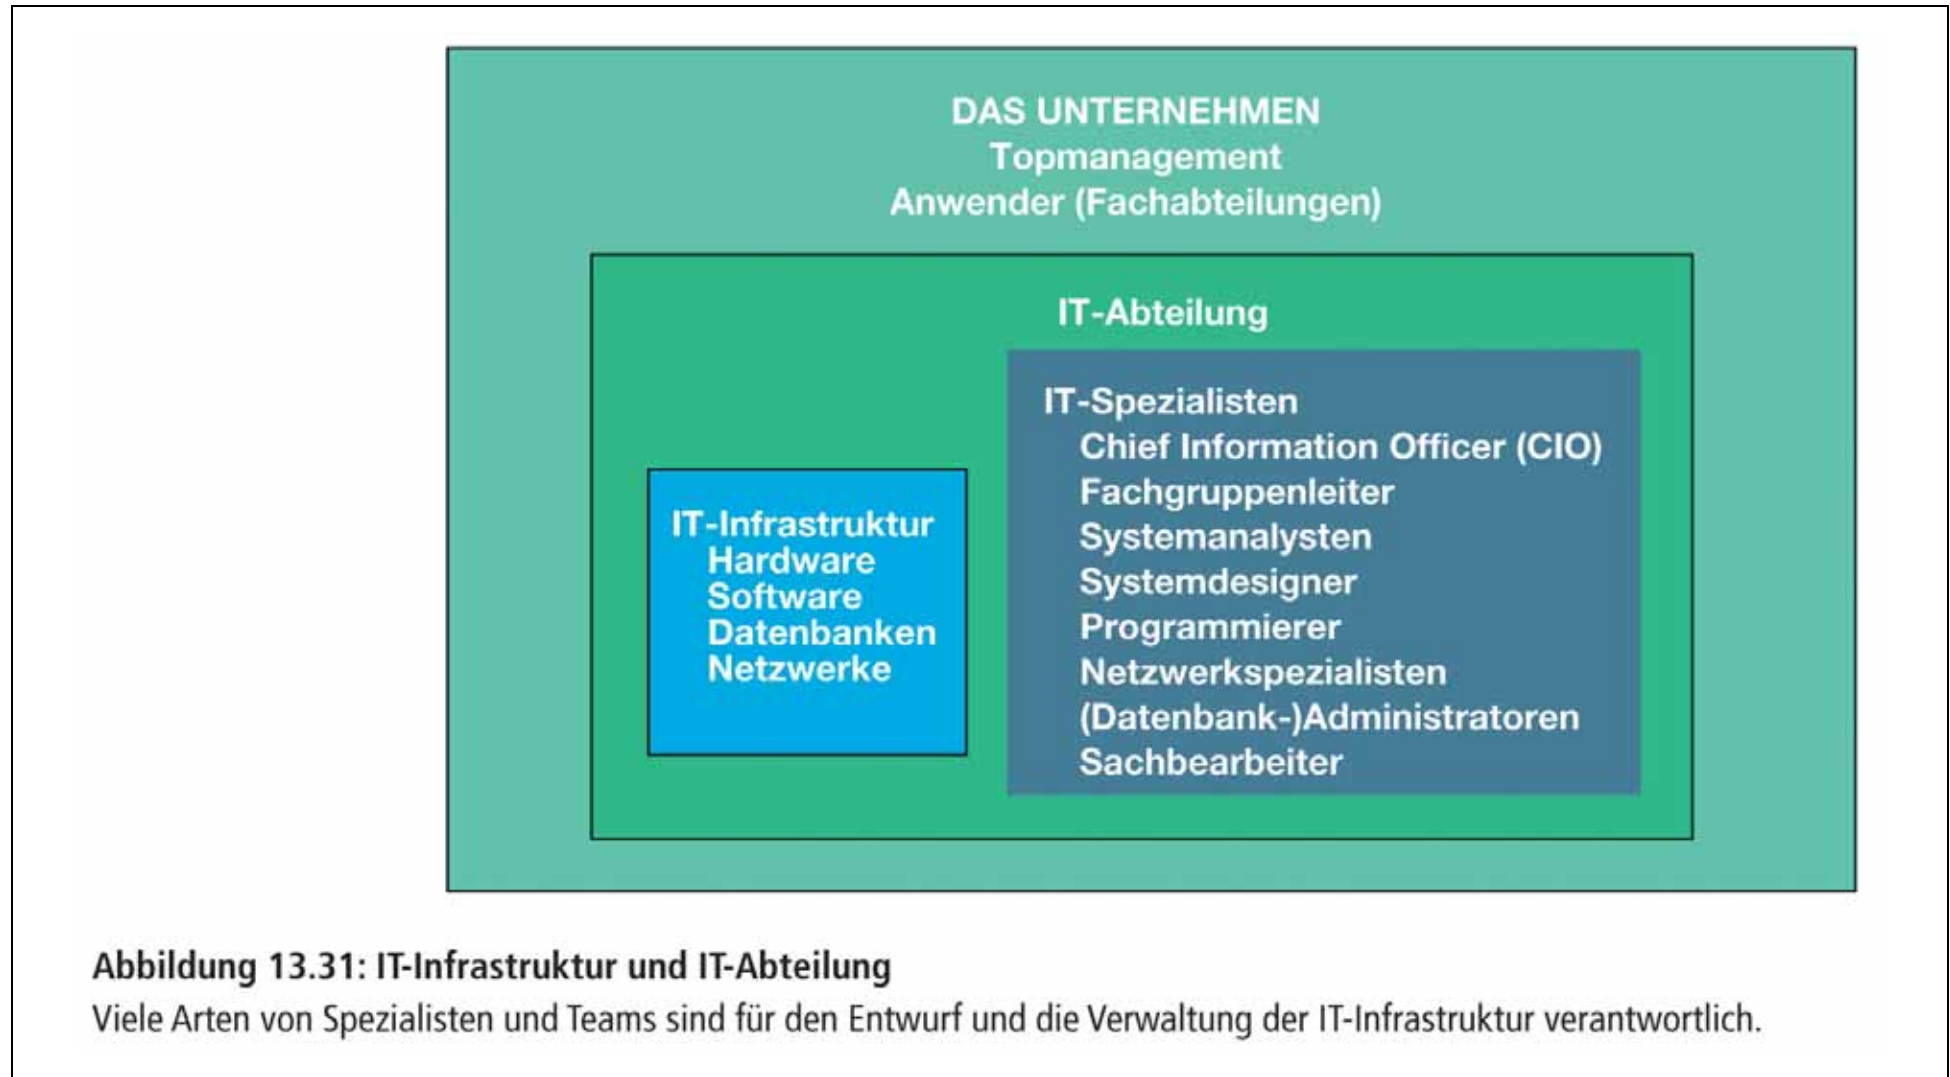 DAS UNTERNEHMEN
Topmanagement
Anwender (Fachabteilungen)
IT-Abteilung
IT-Infrastruktur
Hardware
Software
Datenbanken
Netzwerke
IT-Spezialisten
Chief Information Officer (CIO)
Fachgruppenleiter
Systemanalysten
Systemdesigner
Programmierer
Netzwerkspezialisten
(Datenbank-)Administratoren
Sachbearbeiter
Abbildung 13.31: IT-Infrastruktur und IT-Abteilung
Viele Arten von Spezialisten und Teams sind für den Entwurf und die Verwaltung der IT-Infrastruktur verantwortlich.